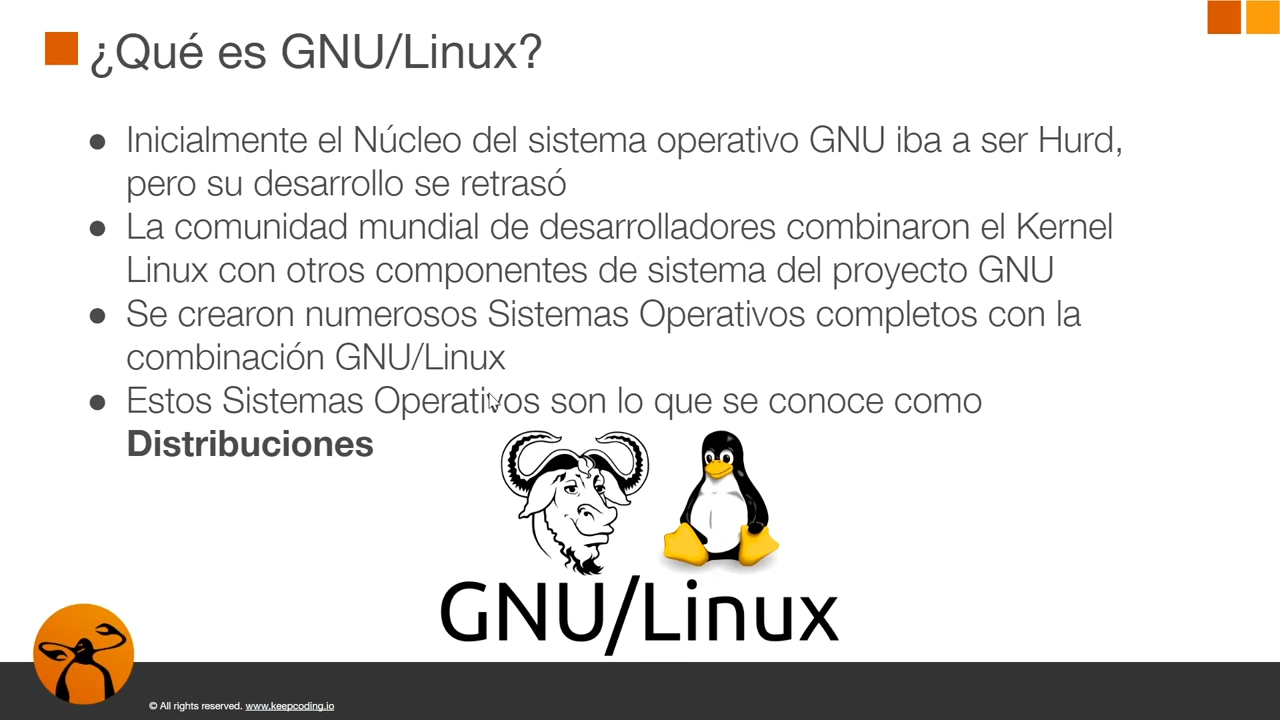 ¿Qué es GNU/Linux?
● Inicialmente el Núcleo del sistema operativo GNU iba a ser Hurd,
pero su desarrollo se retrasó
● La comunidad mundial de desarrolladores combinaron el Kernel
Linux con otros componentes de sistema del proyecto GNU
● Se crearon numerosos Sistemas Operativos completos con la
combinación GNU/Linux
● Estos Sistemas Operativos son lo que se conoce como
Distribuciones
GNU/Linux
© All rights reserved. www.keepcoding.io